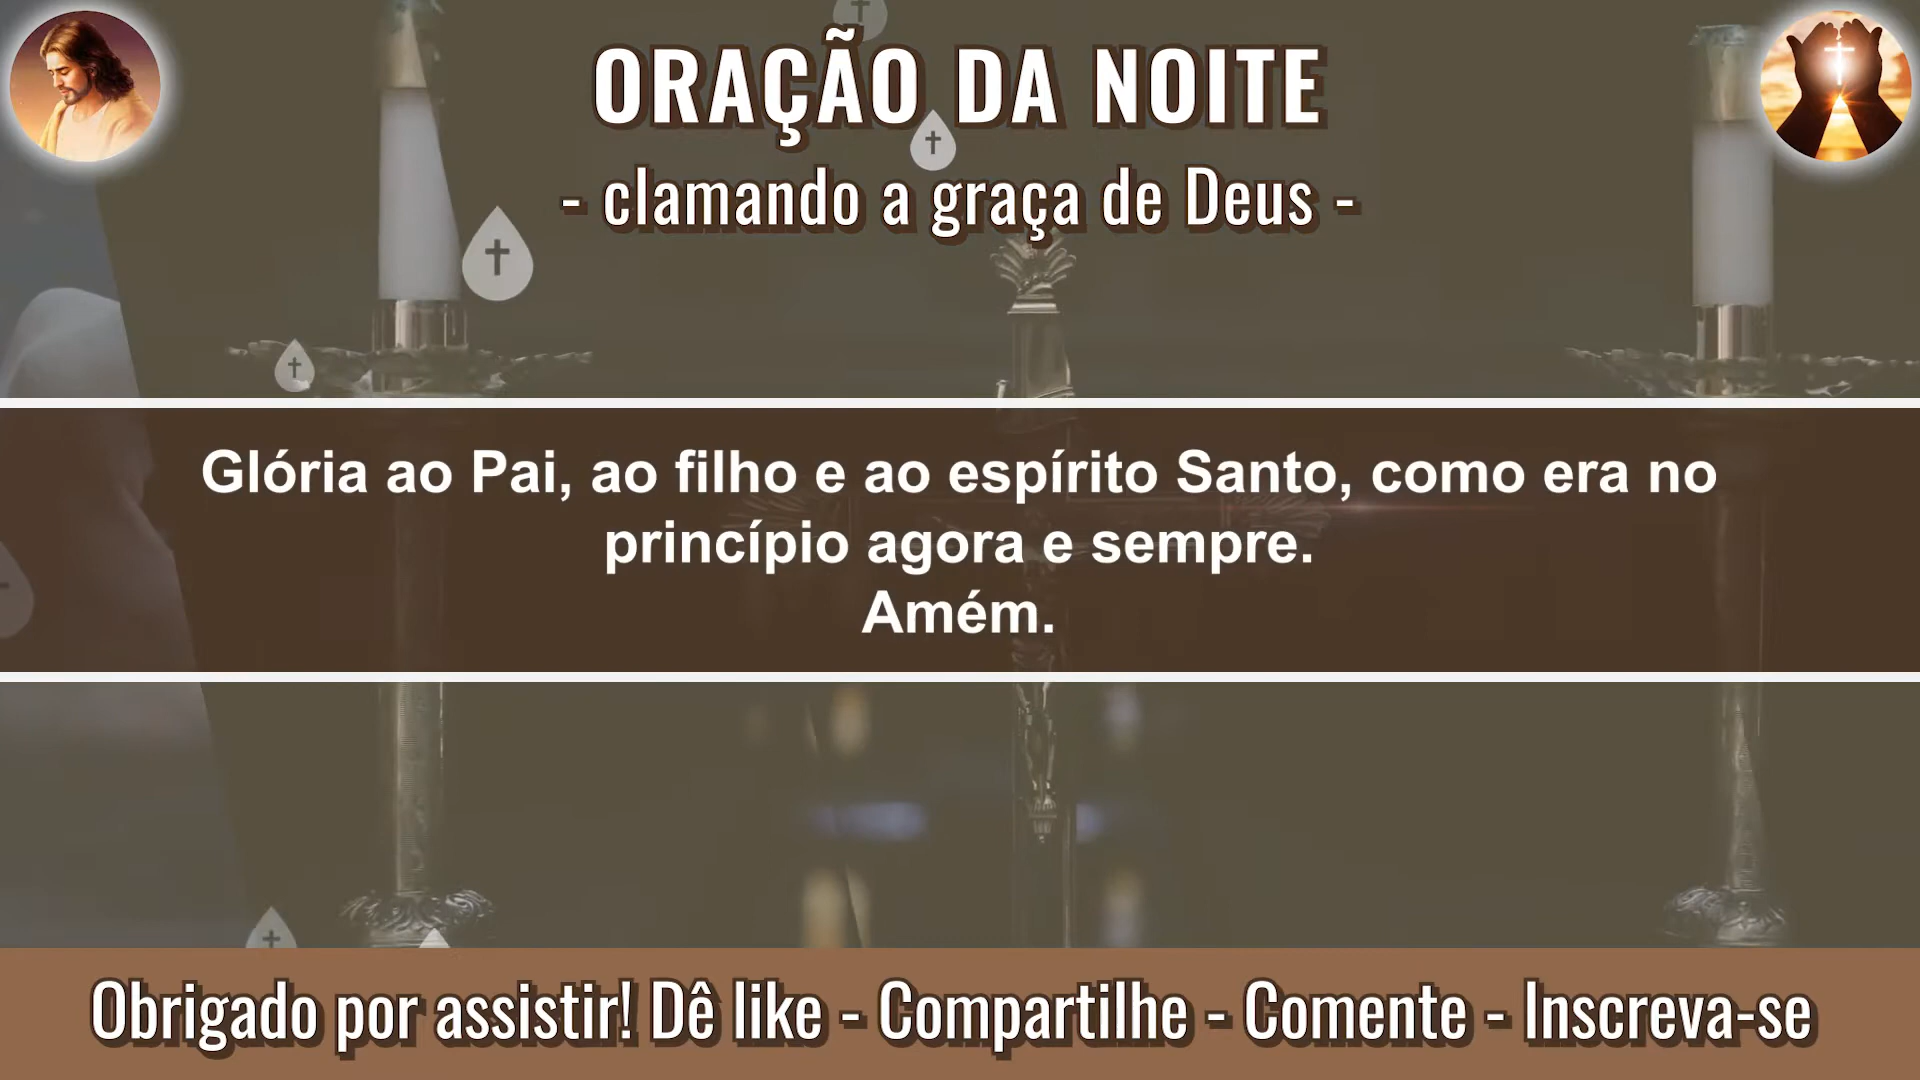 ORAÇÃO DA NOITE
- clamando a graça de Deus -
Glória ao Pai, ao filho e ao espírito Santo, como era no
princípio agora e sempre.
Amém.
Obrigado por assistir! Dê like - Compartilhe - Comente - Inscreva-se